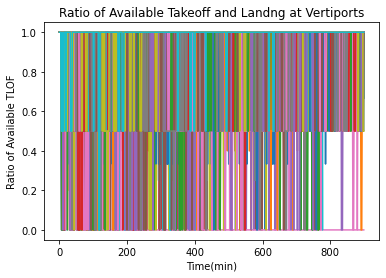 Ratio of Available Takeoff and Landng at Vertiports
1.0
0.8
0.6
0.4
0.2
0.0
Ratio of Available TLOF
0 200 400 600 800
Time(min)